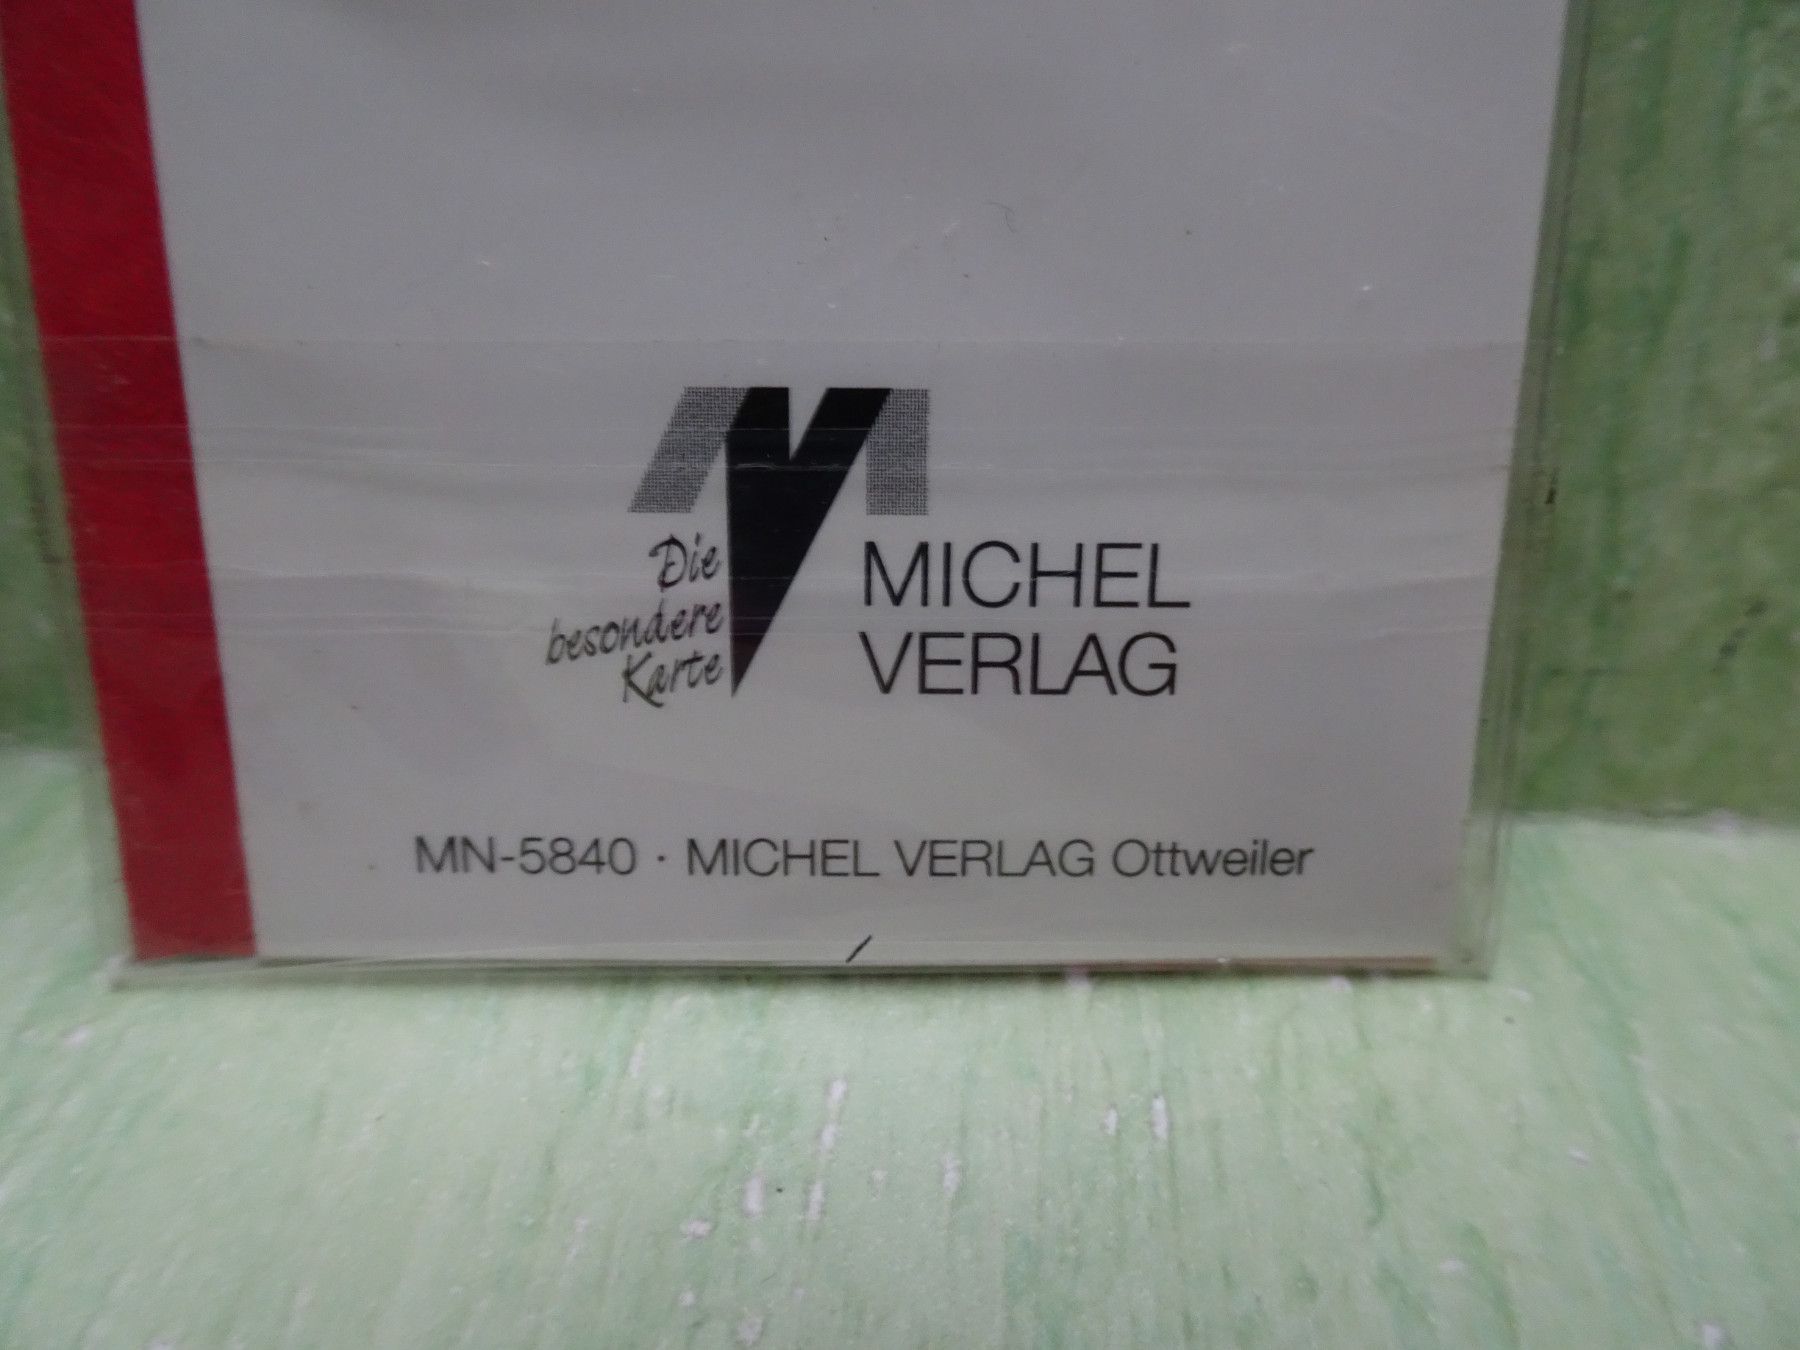 Die
besondere
Karte
MICHEL
VERLAG
MN-5840 · MICHEL VERLAG Ottweiler